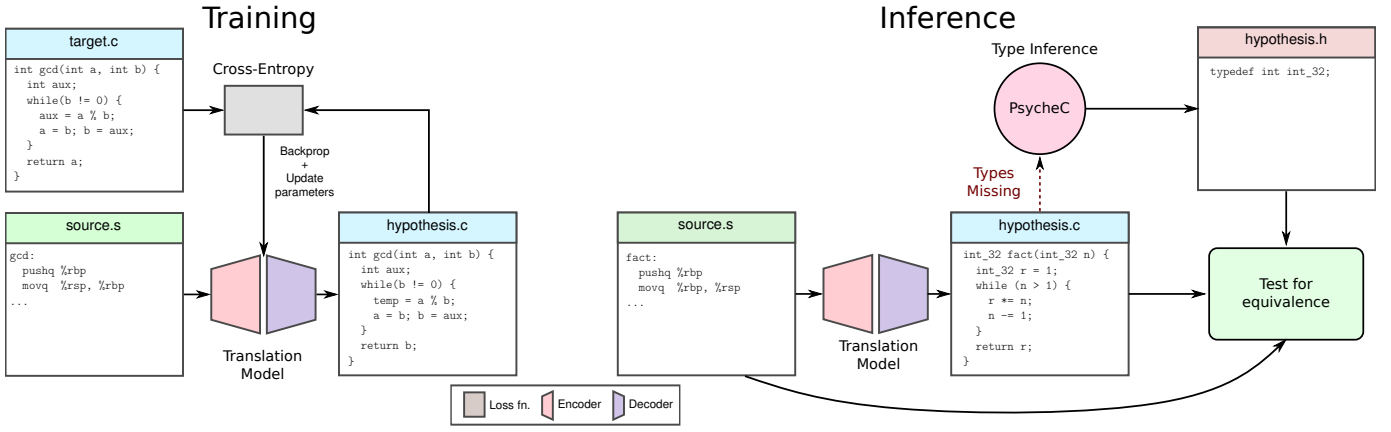 Training
target.c
int gcd(int a, int b) {
int aux;
while(b != 0) {
aux = a % b;
a = b; b = aux;
}
return a;
}
Cross-Entropy
Backprop
+
Update
parameters
source.s
gcd:
pushq %rbp
movq %rsp, %rbp
...
Translation
Model
hypothesis.c
int gcd(int a, int b) {
int aux;
while(b != 0) {
temp = a % b;
a = b; b = aux;
}
return b;
}
Loss fn.
Encoder
Decoder
Inference
source.s
fact:
pushq %rbp
movq %rbp, %rsp
...
Translation
Model
hypothesis.c
int_32 fact(int_32 n) {
int_32 r = 1;
while (n > 1) {
r *= n;
n -= 1;
}
return r;
}
Types
Missing
Type Inference
PsycheC
hypothesis.h
typedef int int_32;
Test for
equivalence